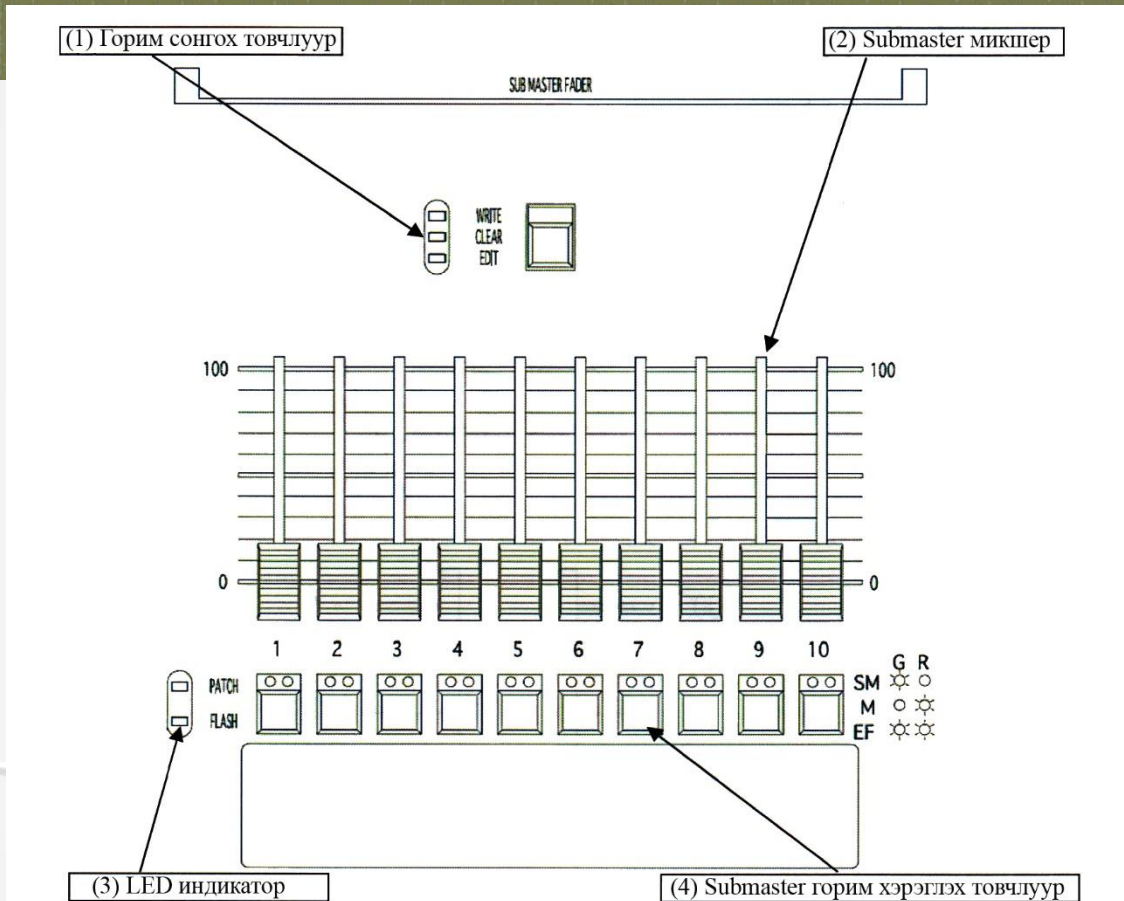 (1) Горим сонгох товчлуур
(2) Submaster микшер
SUB MASTER FADER
WRITE
CLEAR
EDIT
100 100
0 0
1 2 3 4 5 6 7 8 9 10
G R
PATCH SM
M
FLASH EF
(3) LED индикатор
(4) Submaster горим хэрэглэх товчлуур